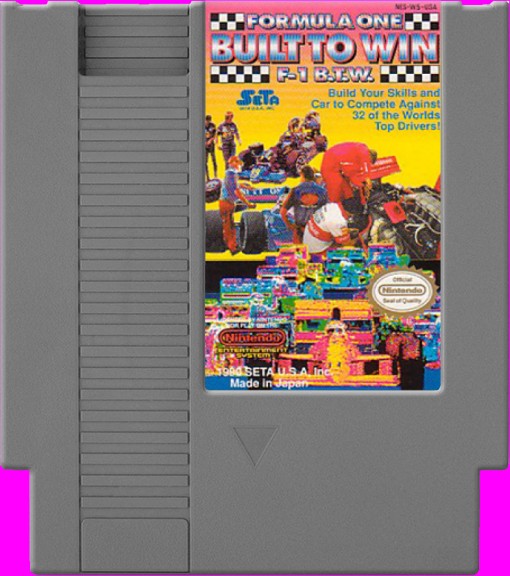 NES-WS-USA
FORMULA ONE
BUILT TO WIN
F-1 B.T.W.
SETA
Build Your Skills and
Car to Compete Against
32 of the Worlds
Top Drivers!
Official
Nintendo
Seal of Quality
Nintendo
ENTERTAINMENT
SYSTEM
1990 SETA U.S.A. Inc.
Made in Japan